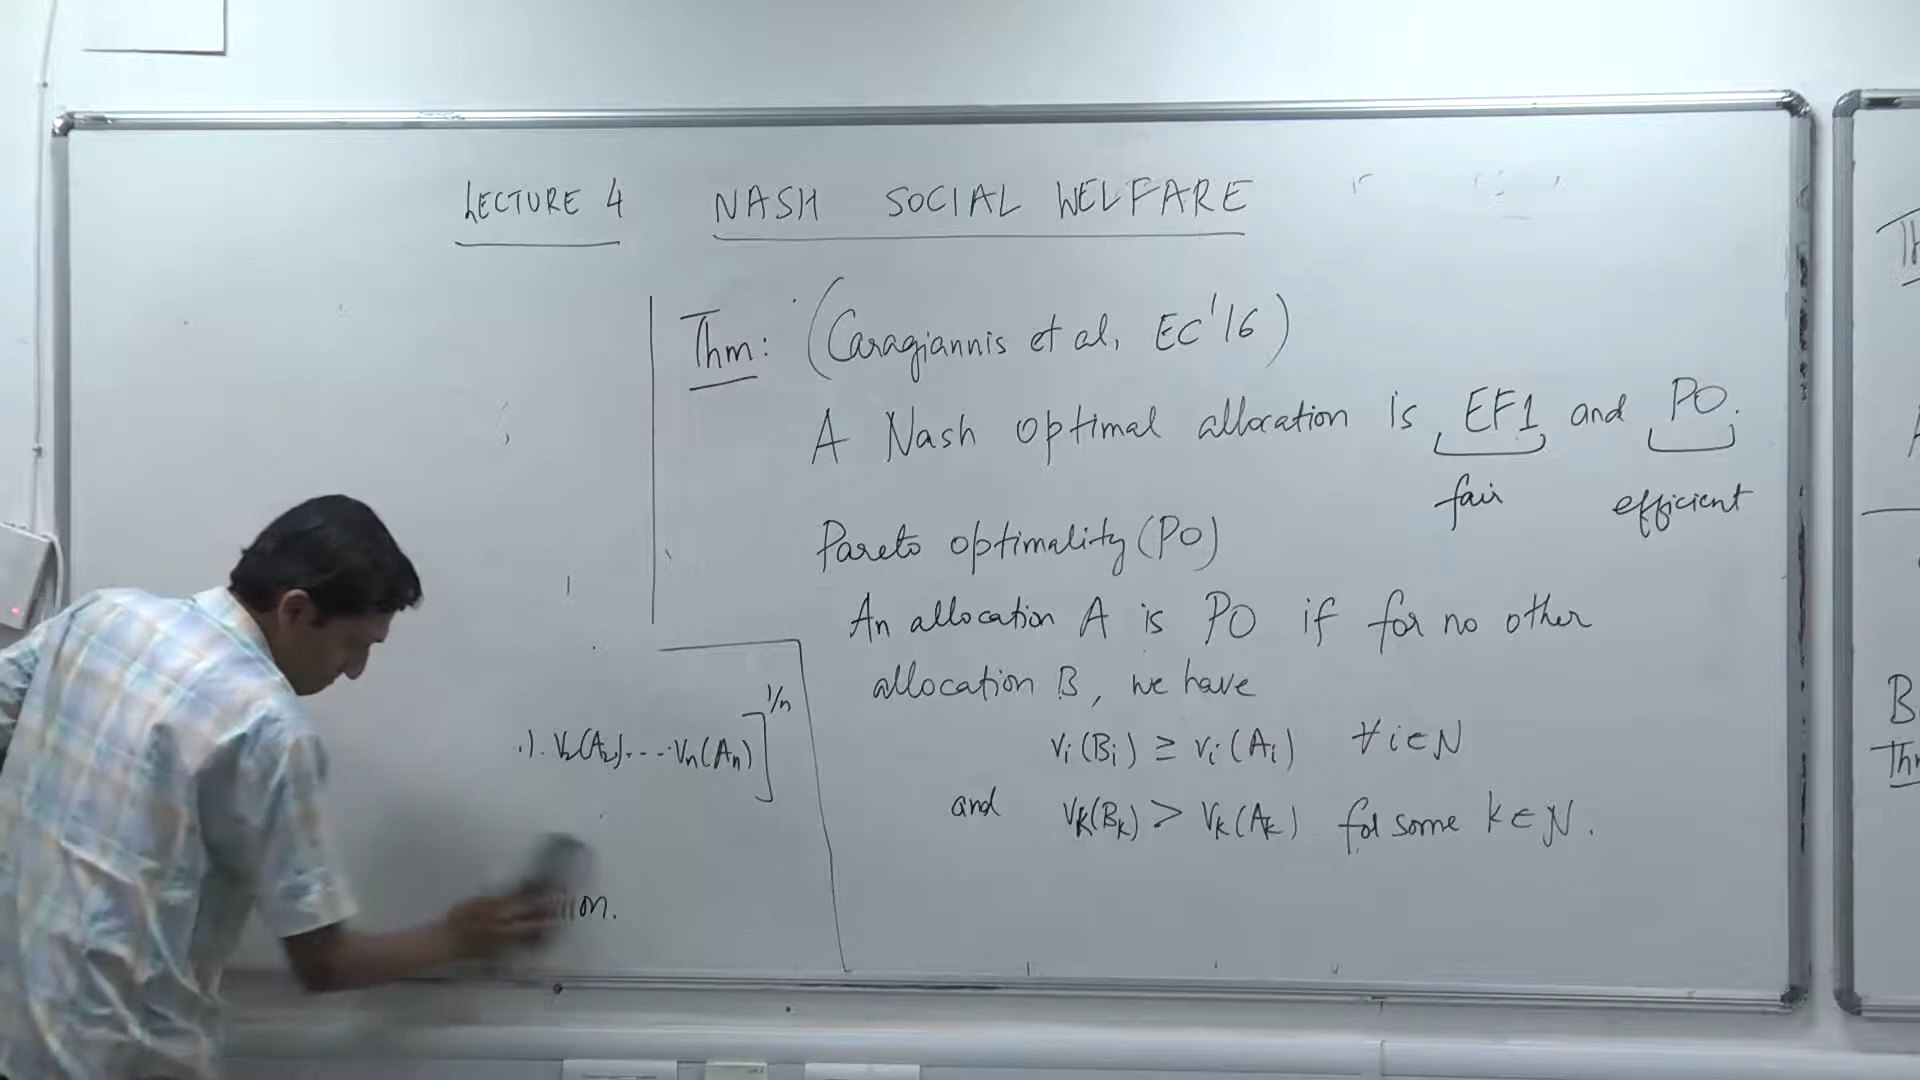 LECTURE 4 NASH SOCIAL WELFARE
Thm: (Caragiannis et al, EC'16)
A Nash optimal allocation is EF1 and PO.
fair efficient
Pareto optimality (PO)
An allocation A is PO if for no other
allocation B, we have
vi(Bi) ≥ vi(Ai) ∀ i ∈ N
and vk(Bk) > vk(Ak) for some k ∈ N.
). v2(A2). ... vn(An)]^1/n
B